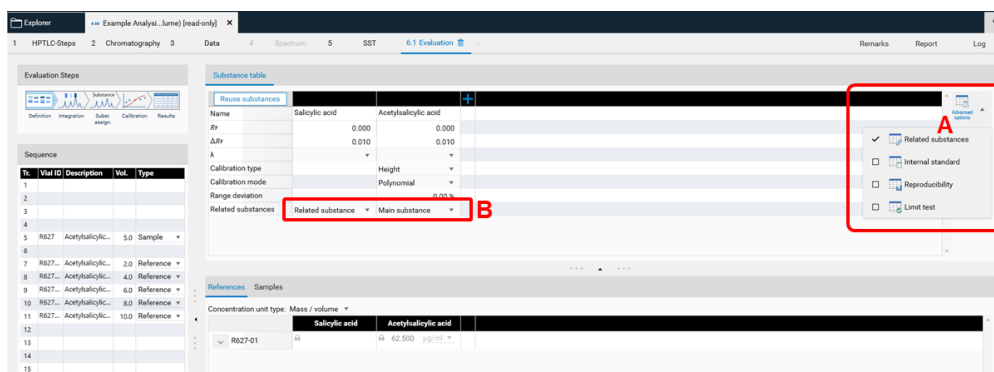 Explorer
Example Analysi...lume) [read-only] ×
1 HPTLC-Steps 2 Chromatography 3 Data 4 Spectrum 5 SST 6.1 Evaluation Remarks Report Log
Evaluation Steps
Substance
Definition Integration Subst. assign. Calibration Results
Sequence
Tr. Vial ID Description Vol. Type
1
2
3
4
5 R627 Acetylsalicylic... 5.0 Sample
6
7 R627... Acetylsalicylic... 2.0 Reference
8 R627... Acetylsalicylic... 4.0 Reference
9 R627... Acetylsalicylic... 6.0 Reference
10 R627... Acetylsalicylic... 8.0 Reference
11 R627... Acetylsalicylic... 10.0 Reference
12
13
14
15
Substance table
Reuse substances +
Name Salicylic acid Acetylsalicylic acid
RF 0.000 0.000
ΔRF 0.010 0.010
λ
Calibration type Height
Calibration mode Polynomial
Range deviation 0.00 %
Related substances Related substance Main substance B
Advanced options
A
Related substances
Internal standard
Reproducibility
Limit test
References Samples
Concentration unit type: Mass / volume
Salicylic acid Acetylsalicylic acid
R627-01 62.500 µg/ml